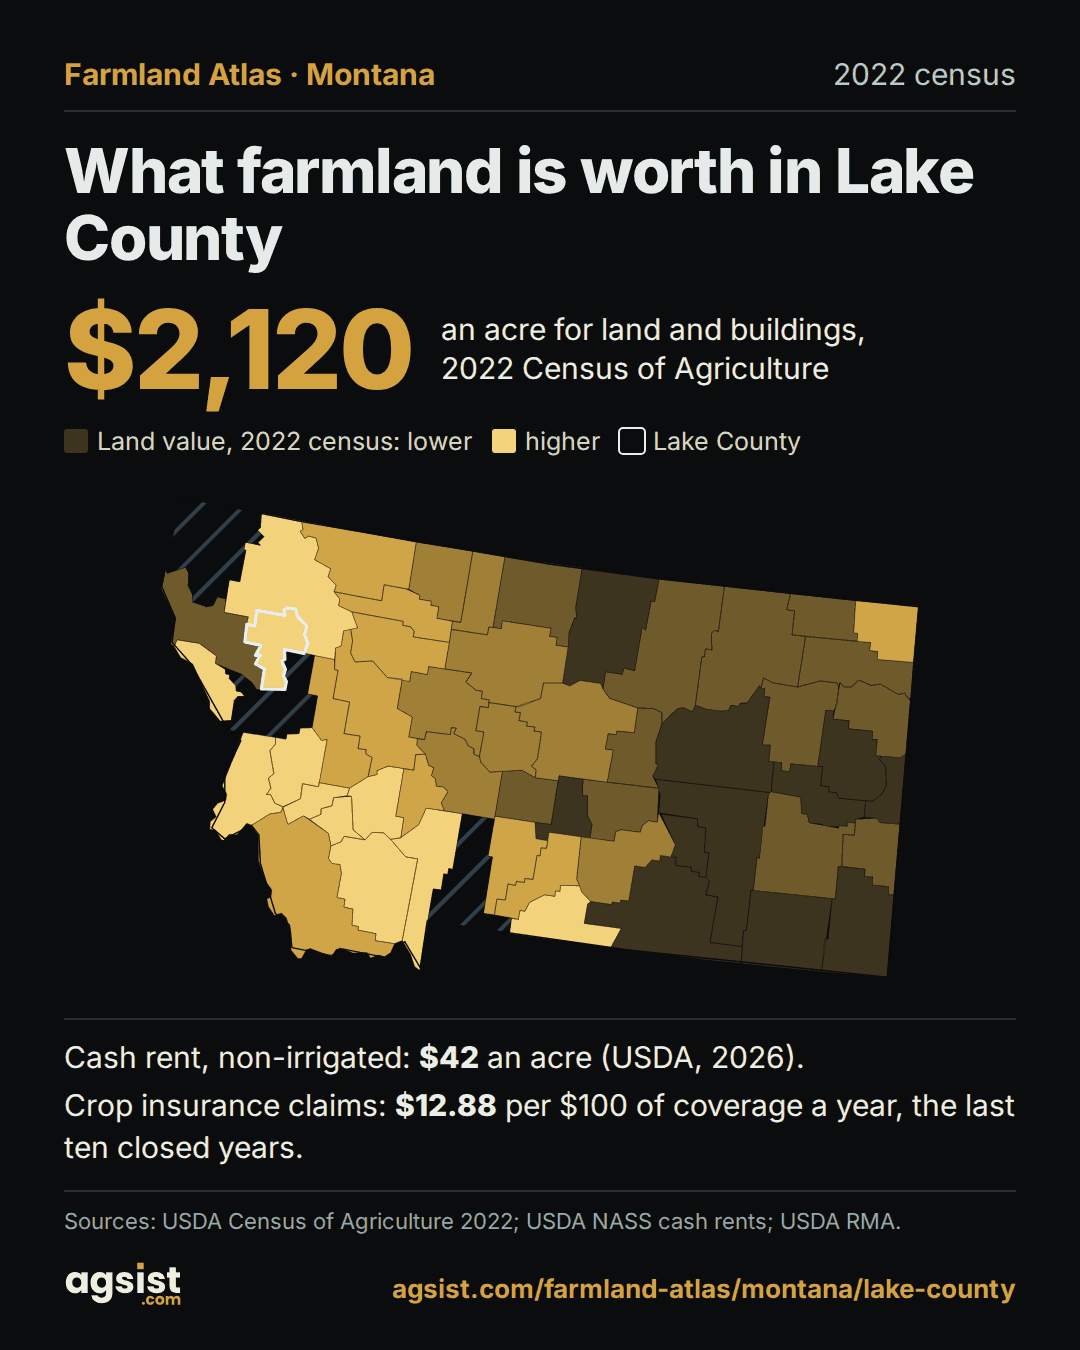 Farmland Atlas · Montana
2022 census
What farmland is worth in Lake
County
$2,120
an acre for land and buildings,
2022 Census of Agriculture
Land value, 2022 census: lower
higher
Lake County
Cash rent, non-irrigated: $42 an acre (USDA, 2026).
Crop insurance claims: $12.88 per $100 of coverage a year, the last
ten closed years.
Sources: USDA Census of Agriculture 2022; USDA NASS cash rents; USDA RMA.
agsist
.com
agsist.com/farmland-atlas/montana/lake-county